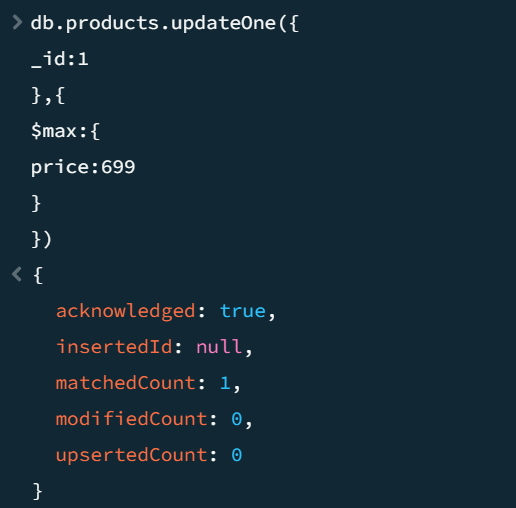 > db.products.updateOne({
_id:1
},{
$max:{
price:699
}
})
< {
acknowledged: true,
insertedId: null,
matchedCount: 1,
modifiedCount: 0,
upsertedCount: 0
}